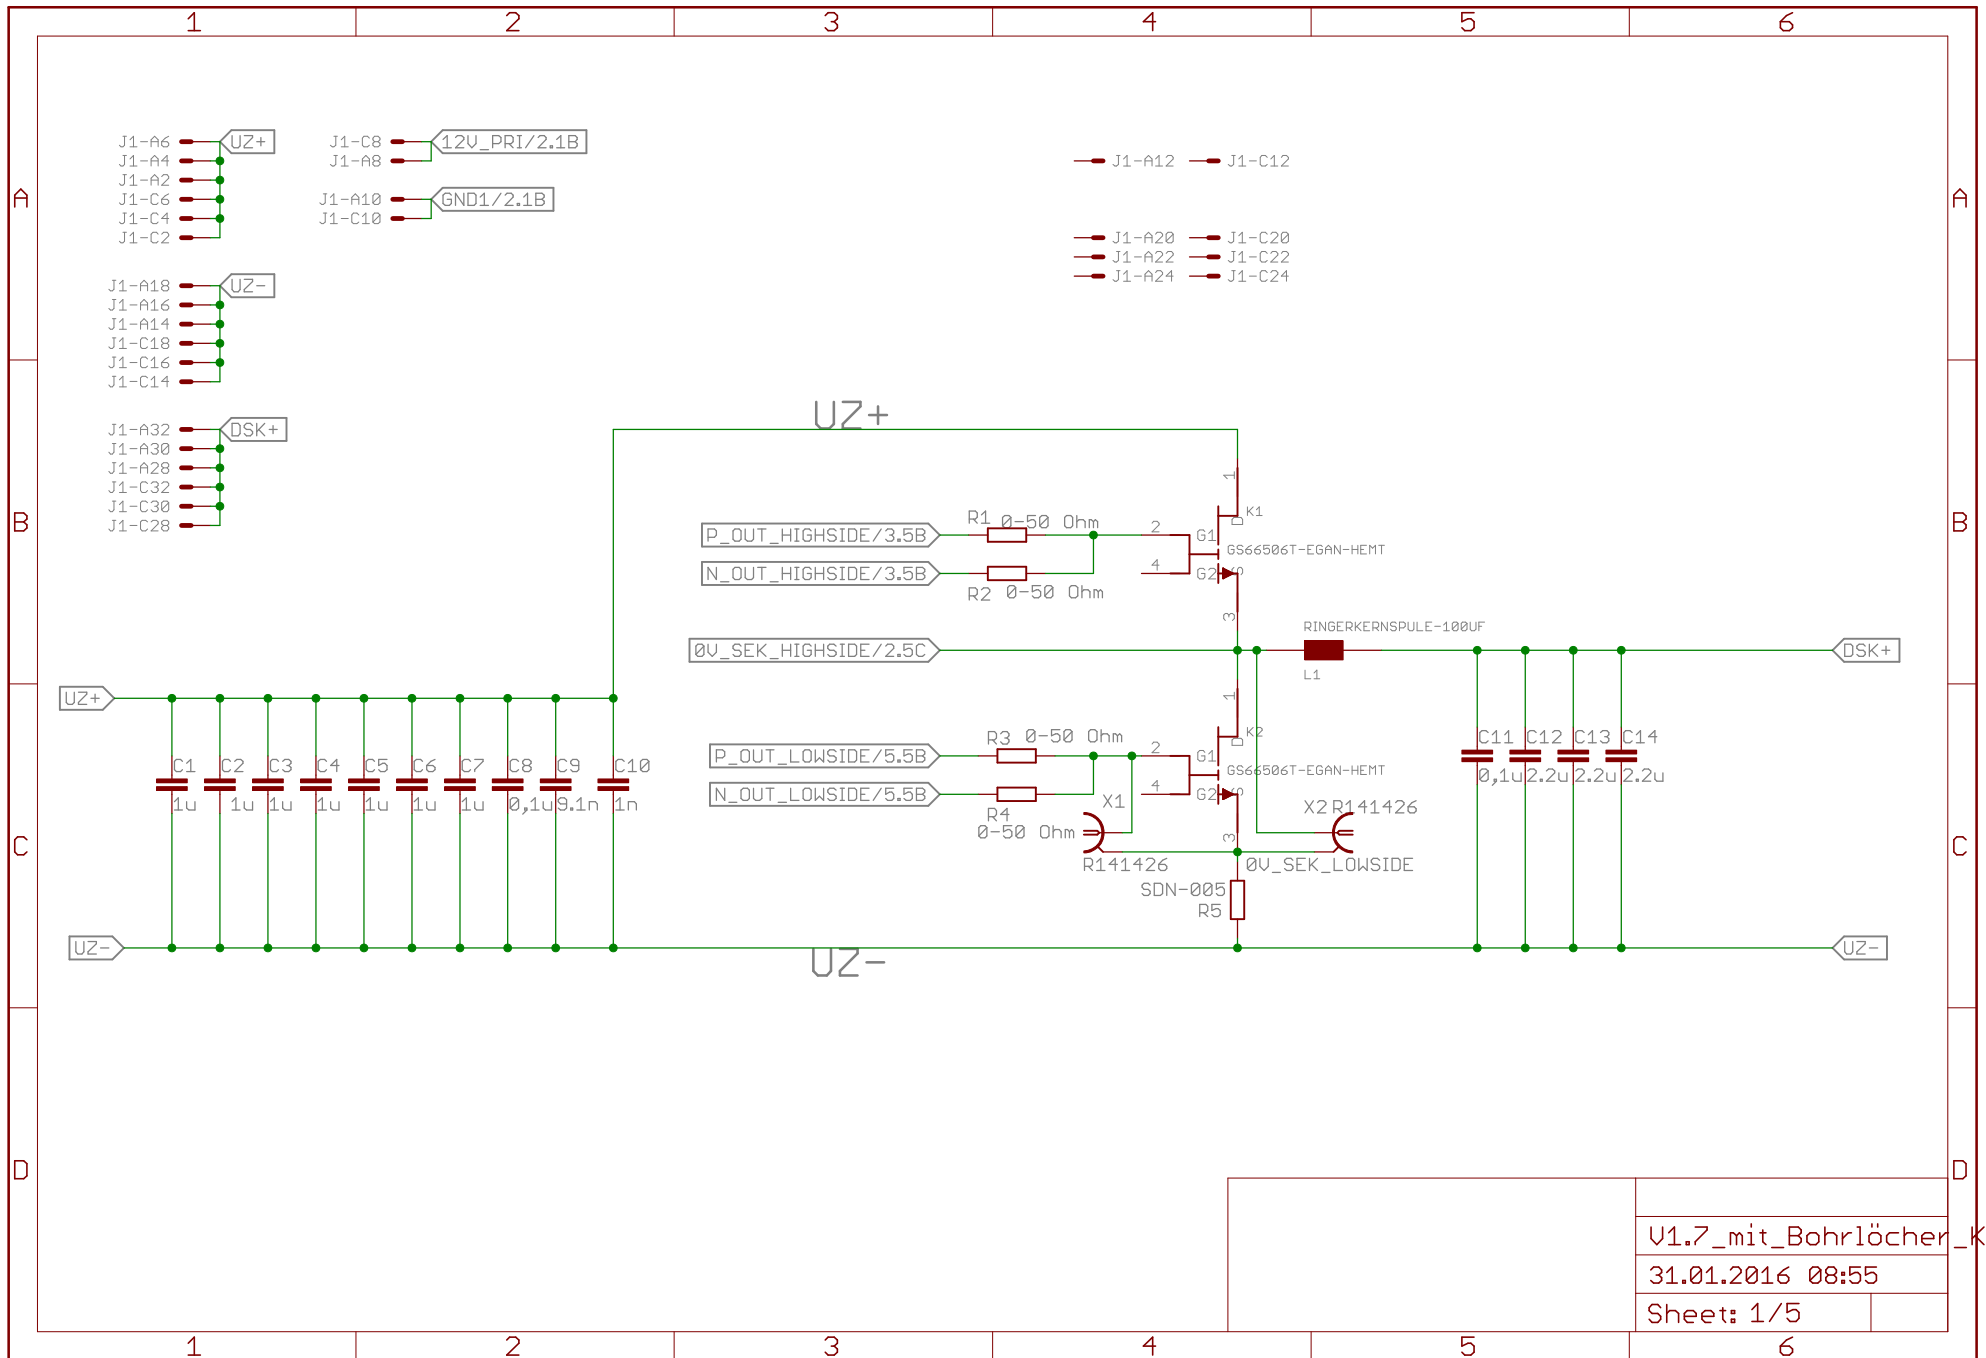 1 2 3 4 5 6
A
B
C
D
A
B
C
D
J1-A6 UZ+
J1-A4
J1-A2
J1-C6
J1-C4
J1-C2
J1-C8 12V_PRI/2.1B
J1-A8
J1-A10 GND1/2.1B
J1-C10
J1-A12 J1-C12
J1-A20 J1-C20
J1-A22 J1-C22
J1-A24 J1-C24
J1-A18 UZ-
J1-A16
J1-A14
J1-C18
J1-C16
J1-C14
J1-A32 DSK+
J1-A30
J1-A28
J1-C32
J1-C30
J1-C28
UZ+
1
D
K1
R1 0-50 Ohm
P_OUT_HIGHSIDE/3.5B
2
G1
GS66506T-EGAN-HEMT
N_OUT_HIGHSIDE/3.5B
4
G2
S
R2 0-50 Ohm
3
RINGERKERNSPULE-100UF
0V_SEK_HIGHSIDE/2.5C
L1
DSK+
UZ+
1
D
K2
R3 0-50 Ohm
P_OUT_LOWSIDE/5.5B
2
G1
GS66506T-EGAN-HEMT
N_OUT_LOWSIDE/5.5B
4
G2
S
R4
0-50 Ohm
3
X1
R141426
X2 R141426
0V_SEK_LOWSIDE
SDN-005
R5
C1 C2 C3 C4 C5 C6 C7 C8 C9 C10
1u 1u 1u 1u 1u 1u 1u 0,1u 9.1n 1n
C11 C12 C13 C14
0,1u 2.2u 2.2u 2.2u
UZ-
UZ-
UZ-
V1.7_mit_Bohrlöcher_K
31.01.2016 08:55
Sheet: 1/5
1 2 3 4 5 6